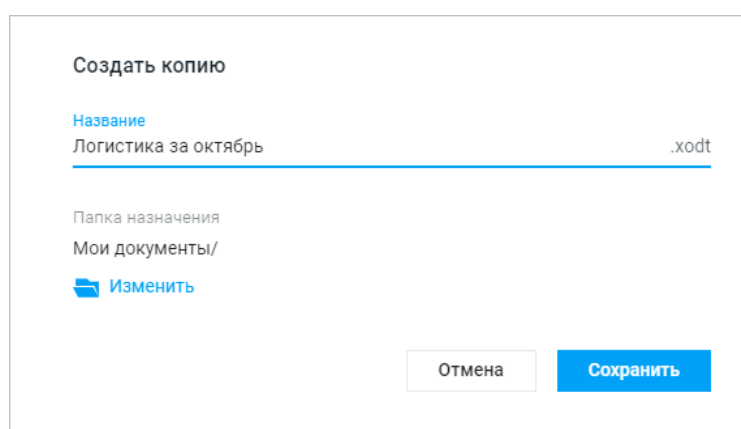 Создать копию
Название
Логистика за октябрь .xodt
Папка назначения
Мои документы/
Изменить
Отмена Сохранить